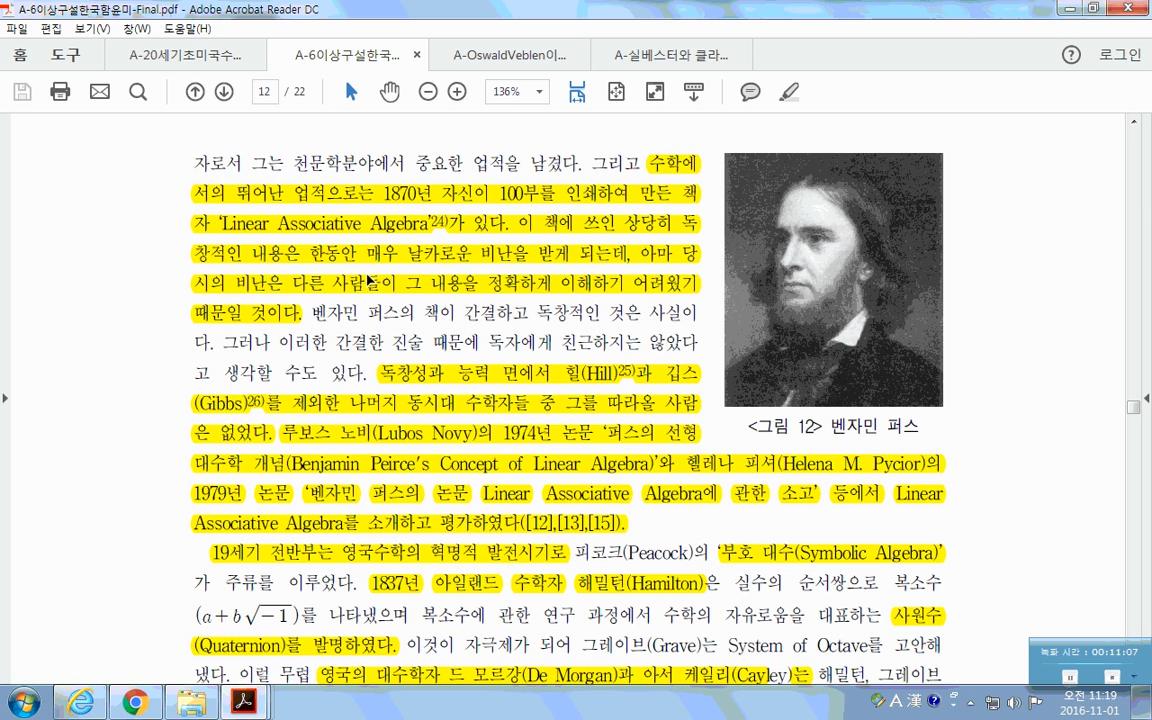 A-6이상구설한국함윤미-Final.pdf - Adobe Acrobat Reader DC
파일 편집 보기(V) 창(W) 도움말(H)
홈 도구 A-20세기초미국수... A-6이상구설한국... × A-OswaldVeblen이... A-실베스터와 클라... 로그인
12 / 22 136%
자로서 그는 천문학분야에서 중요한 업적을 남겼다. 그리고 수학에
서의 뛰어난 업적으로는 1870년 자신이 100부를 인쇄하여 만든 책
자 ‘Linear Associative Algebra’24)가 있다. 이 책에 쓰인 상당히 독
창적인 내용은 한동안 매우 날카로운 비난을 받게 되는데, 아마 당
시의 비난은 다른 사람들이 그 내용을 정확하게 이해하기 어려웠기
때문일 것이다. 벤자민 퍼스의 책이 간결하고 독창적인 것은 사실이
다. 그러나 이러한 간결한 진술 때문에 독자에게 친근하지는 않았다
고 생각할 수도 있다. 독창성과 능력 면에서 힐(Hill)25)과 깁스
(Gibbs)26)를 제외한 나머지 동시대 수학자들 중 그를 따라올 사람
은 없었다. 루보스 노비(Lubos Novy)의 1974년 논문 ‘퍼스의 선형
<그림 12> 벤자민 퍼스
대수학 개념(Benjamin Peirce's Concept of Linear Algebra)’와 헬레나 피셔(Helena M. Pycior)의
1979년 논문 ‘벤자민 퍼스의 논문 Linear Associative Algebra에 관한 소고’ 등에서 Linear
Associative Algebra를 소개하고 평가하였다([12],[13],[15]).
19세기 전반부는 영국수학의 혁명적 발전시기로 피코크(Peacock)의 ‘부호 대수(Symbolic Algebra)’
가 주류를 이루었다. 1837년 아일랜드 수학자 해밀턴(Hamilton)은 실수의 순서쌍으로 복소수
(a+b√−1)를 나타냈으며 복소수에 관한 연구 과정에서 수학의 자유로움을 대표하는 사원수
(Quaternion)를 발명하였다. 이것이 자극제가 되어 그레이브(Grave)는 System of Octave를 고안해
냈다. 이럴 무렵 영국의 대수학자 드 모르강(De Morgan)과 아서 케일리(Cayley)는 해밀턴, 그레이브
녹화 시간 : 00:11:07
A 漢
오전 11:19
2016-11-01